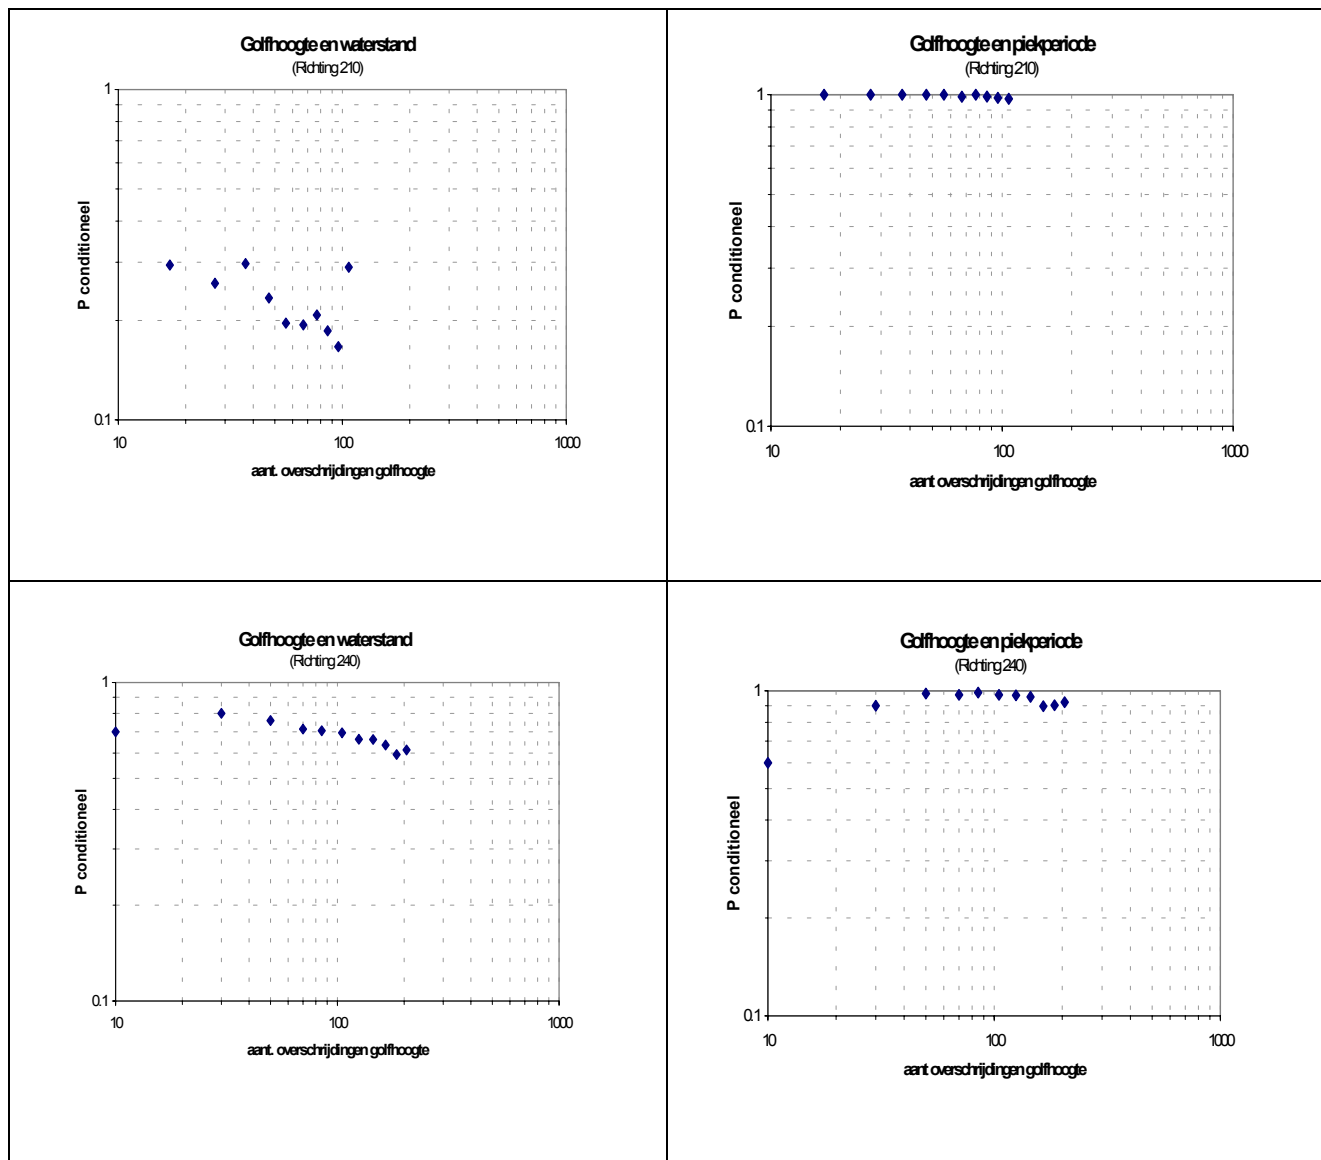 Golfhoogte en waterstand
(Richting 210)
1
P conditioneel
0.1
10 100 1000
aant. overschrijdingen golfhoogte
Golfhoogte en piekperiode
(Richting 210)
1
P conditioneel
0.1
10 100 1000
aant overschrijdingen golfhoogte
Golfhoogte en waterstand
(Richting 240)
1
P conditioneel
0.1
10 100 1000
aant. overschrijdingen golfhoogte
Golfhoogte en piekperiode
(Richting 240)
1
P conditioneel
0.1
10 100 1000
aant overschrijdingen golfhoogte